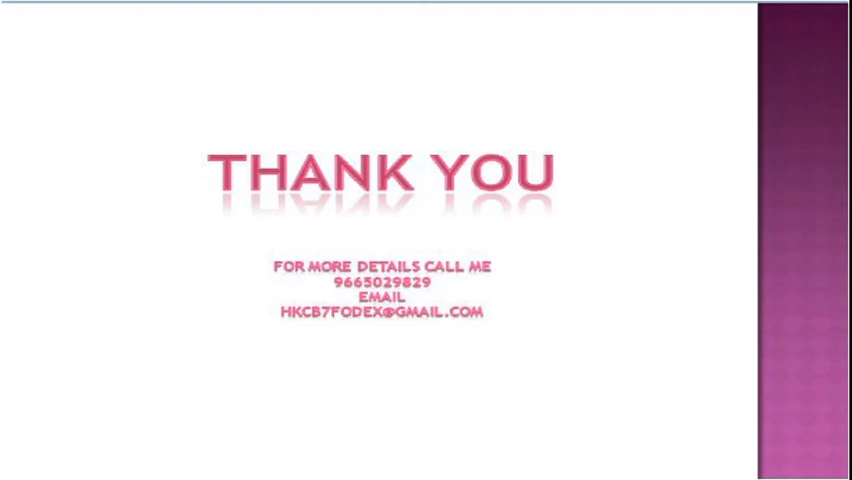 THANK YOU
FOR MORE DETAILS CALL ME
9665029829
EMAIL
HKCB7FODEX@GMAIL.COM